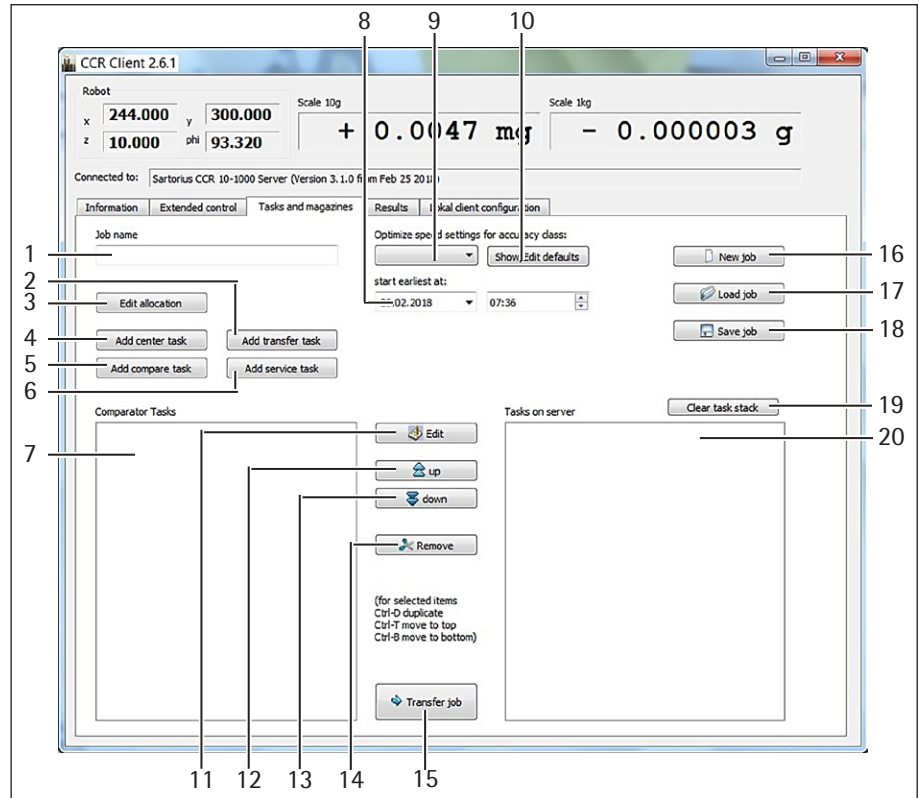 8 9 10
CCR Client 2.6.1
Robot
x 244.000 y 300.000
z 10.000 phi 93.320
Scale 10g
+ 0.0047 mg
Scale 1kg
- 0.000003 g
Connected to: Sartorius CCR 10-1000 Server (Version 3.1.0 from Feb 25 2018)
Information Extended control Tasks and magazines Results Lokal client configuration
Job name
Optimize speed settings for accuracy class:
Show/Edit defaults
start earliest at:
.02.2018 07:36
New job
Load job
Save job
Edit allocation
Add center task Add transfer task
Add compare task Add service task
Comparator Tasks
Tasks on server
Clear task stack
Edit
up
down
Remove
(for selected items
Ctrl-D duplicate
Ctrl-T move to top
Ctrl-B move to bottom)
Transfer job
1
2
3
4
5
6
7
16
17
18
19
20
11 12 13 14 15